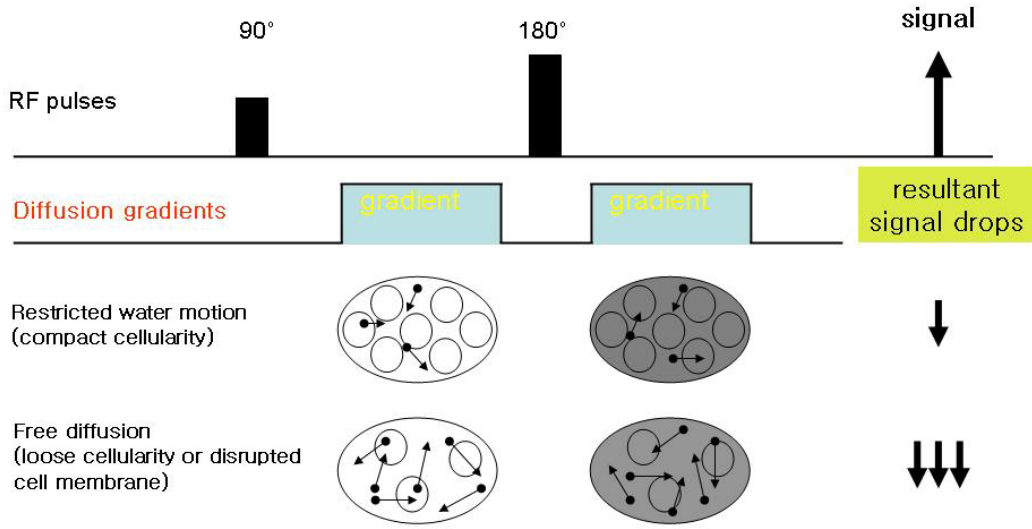 signal
90°
180°
RF pulses
Diffusion gradients
gradient
gradient
resultant
signal drops
Restricted water motion
(compact cellularity)
Free diffusion
(loose cellularity or disrupted
cell membrane)